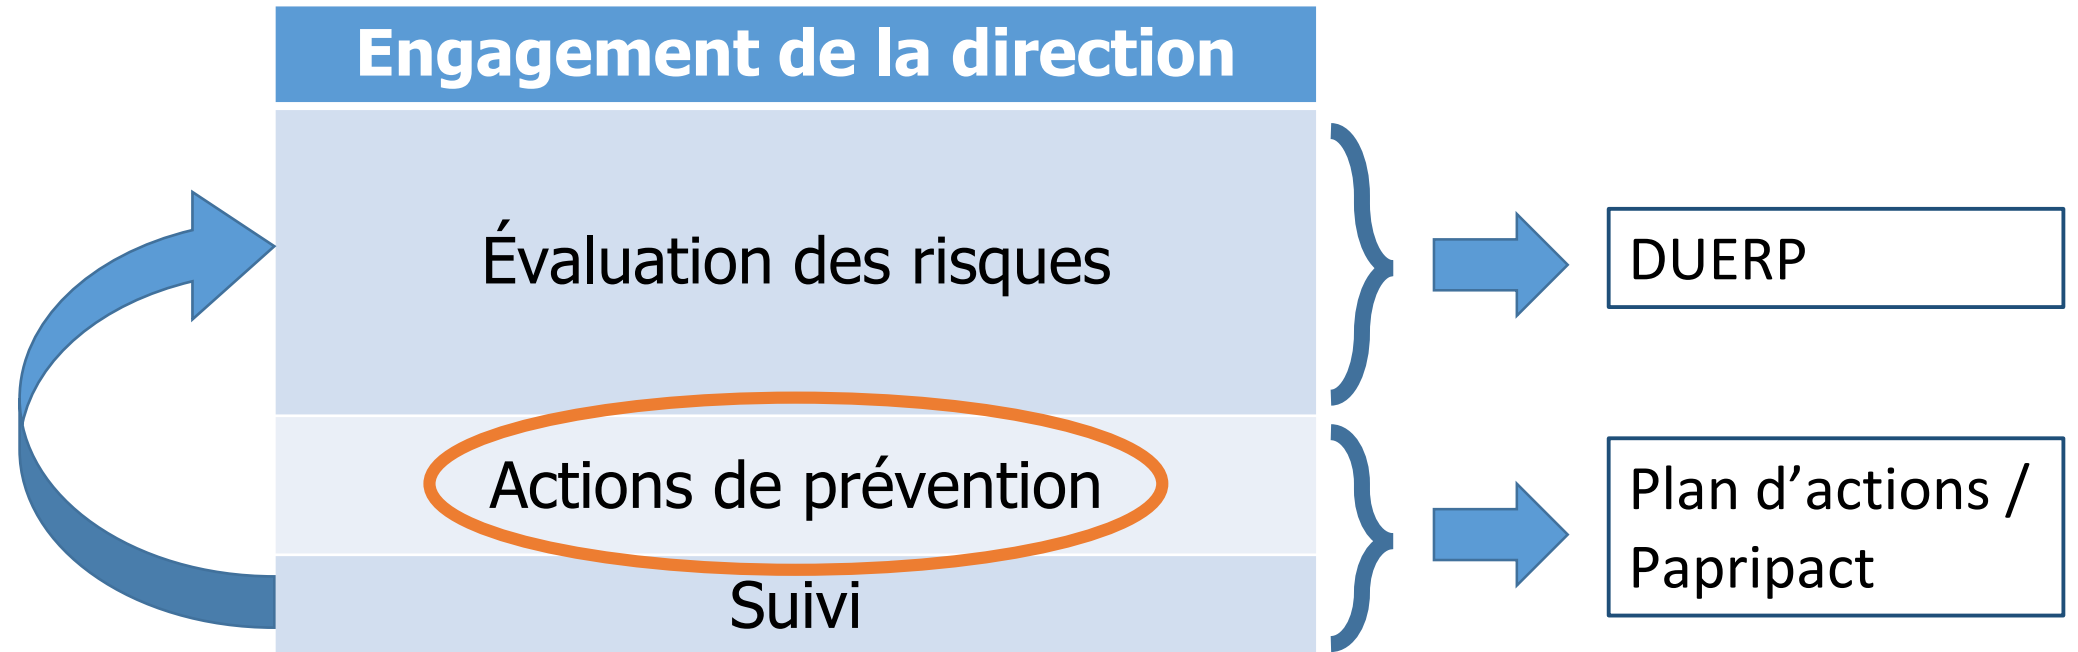 Engagement de la direction
Évaluation des risques
DUERP
Actions de prévention
Plan d’actions /
Papripact
Suivi